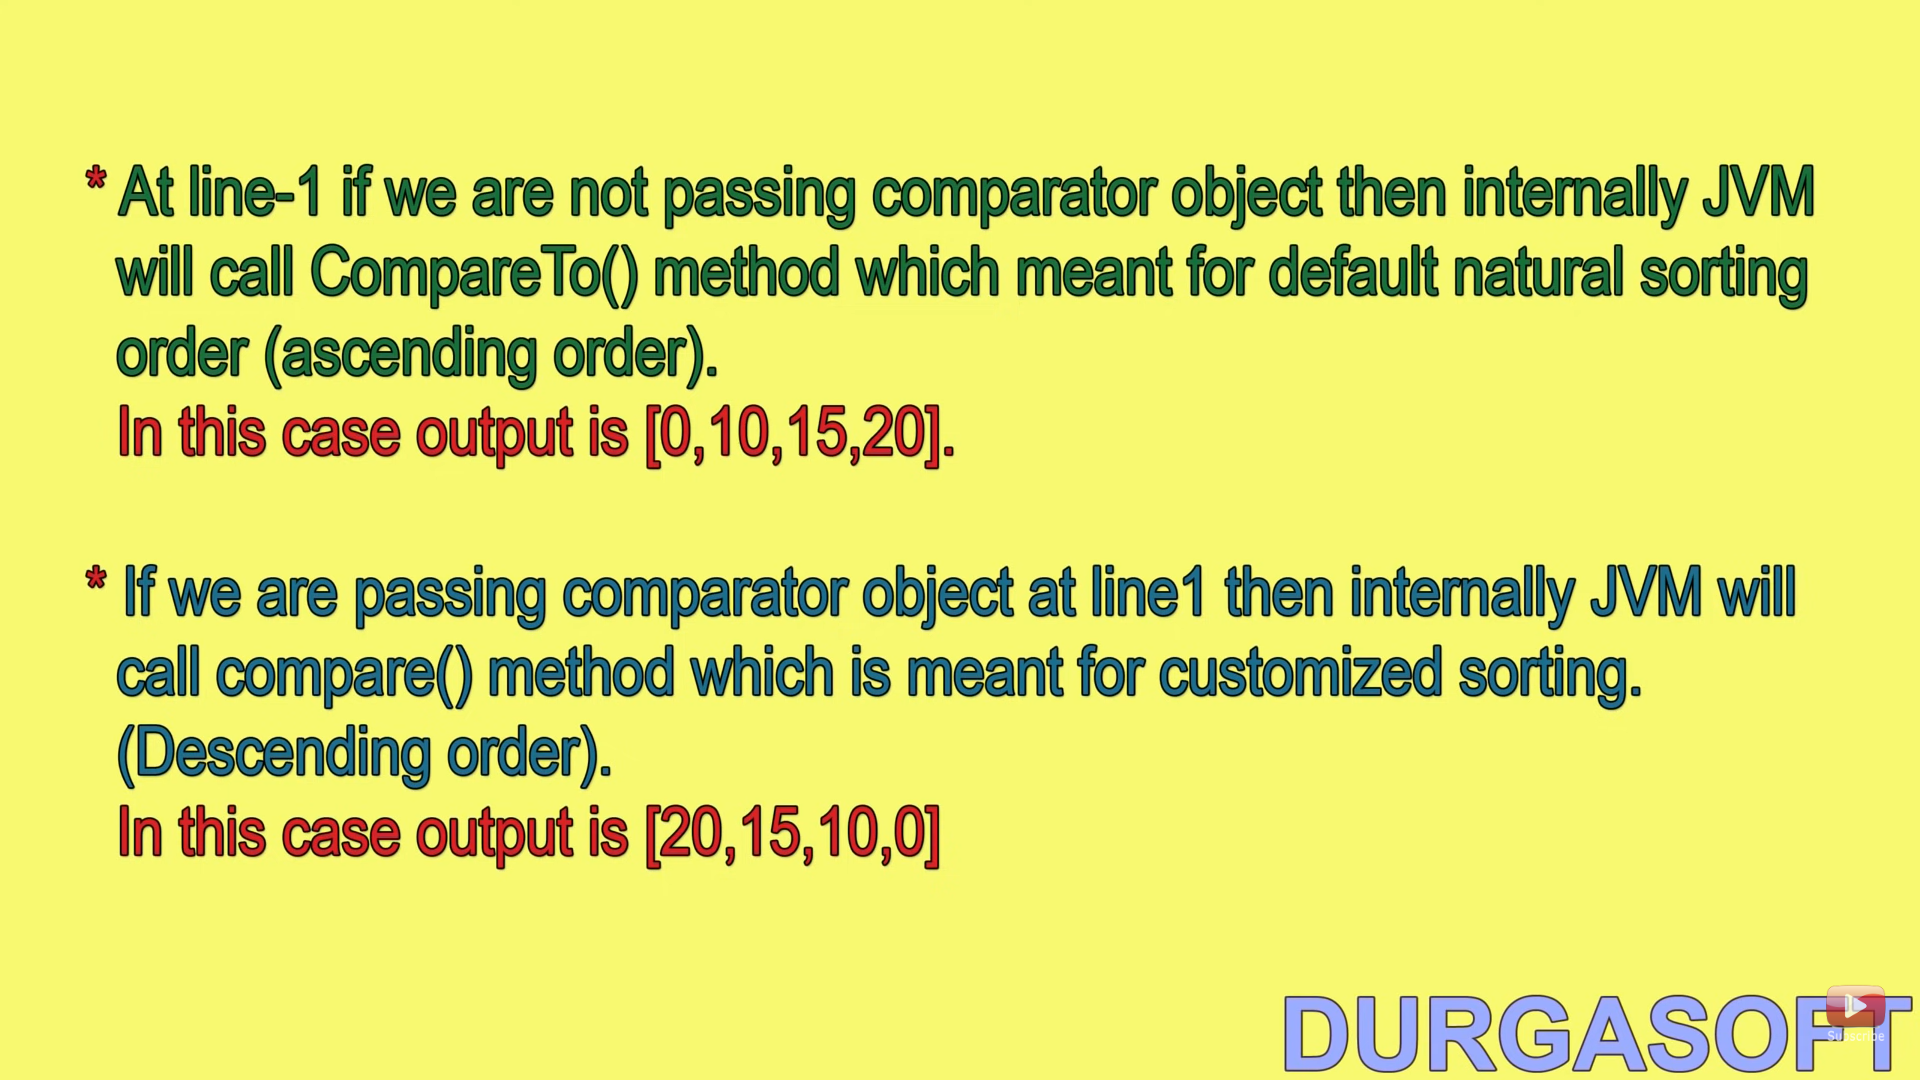 * At line-1 if we are not passing comparator object then internally JVM
will call CompareTo() method which meant for default natural sorting
order (ascending order).
In this case output is [0,10,15,20].
* If we are passing comparator object at line1 then internally JVM will
call compare() method which is meant for customized sorting.
(Descending order).
In this case output is [20,15,10,0]
DURGASOFT
Subscribe